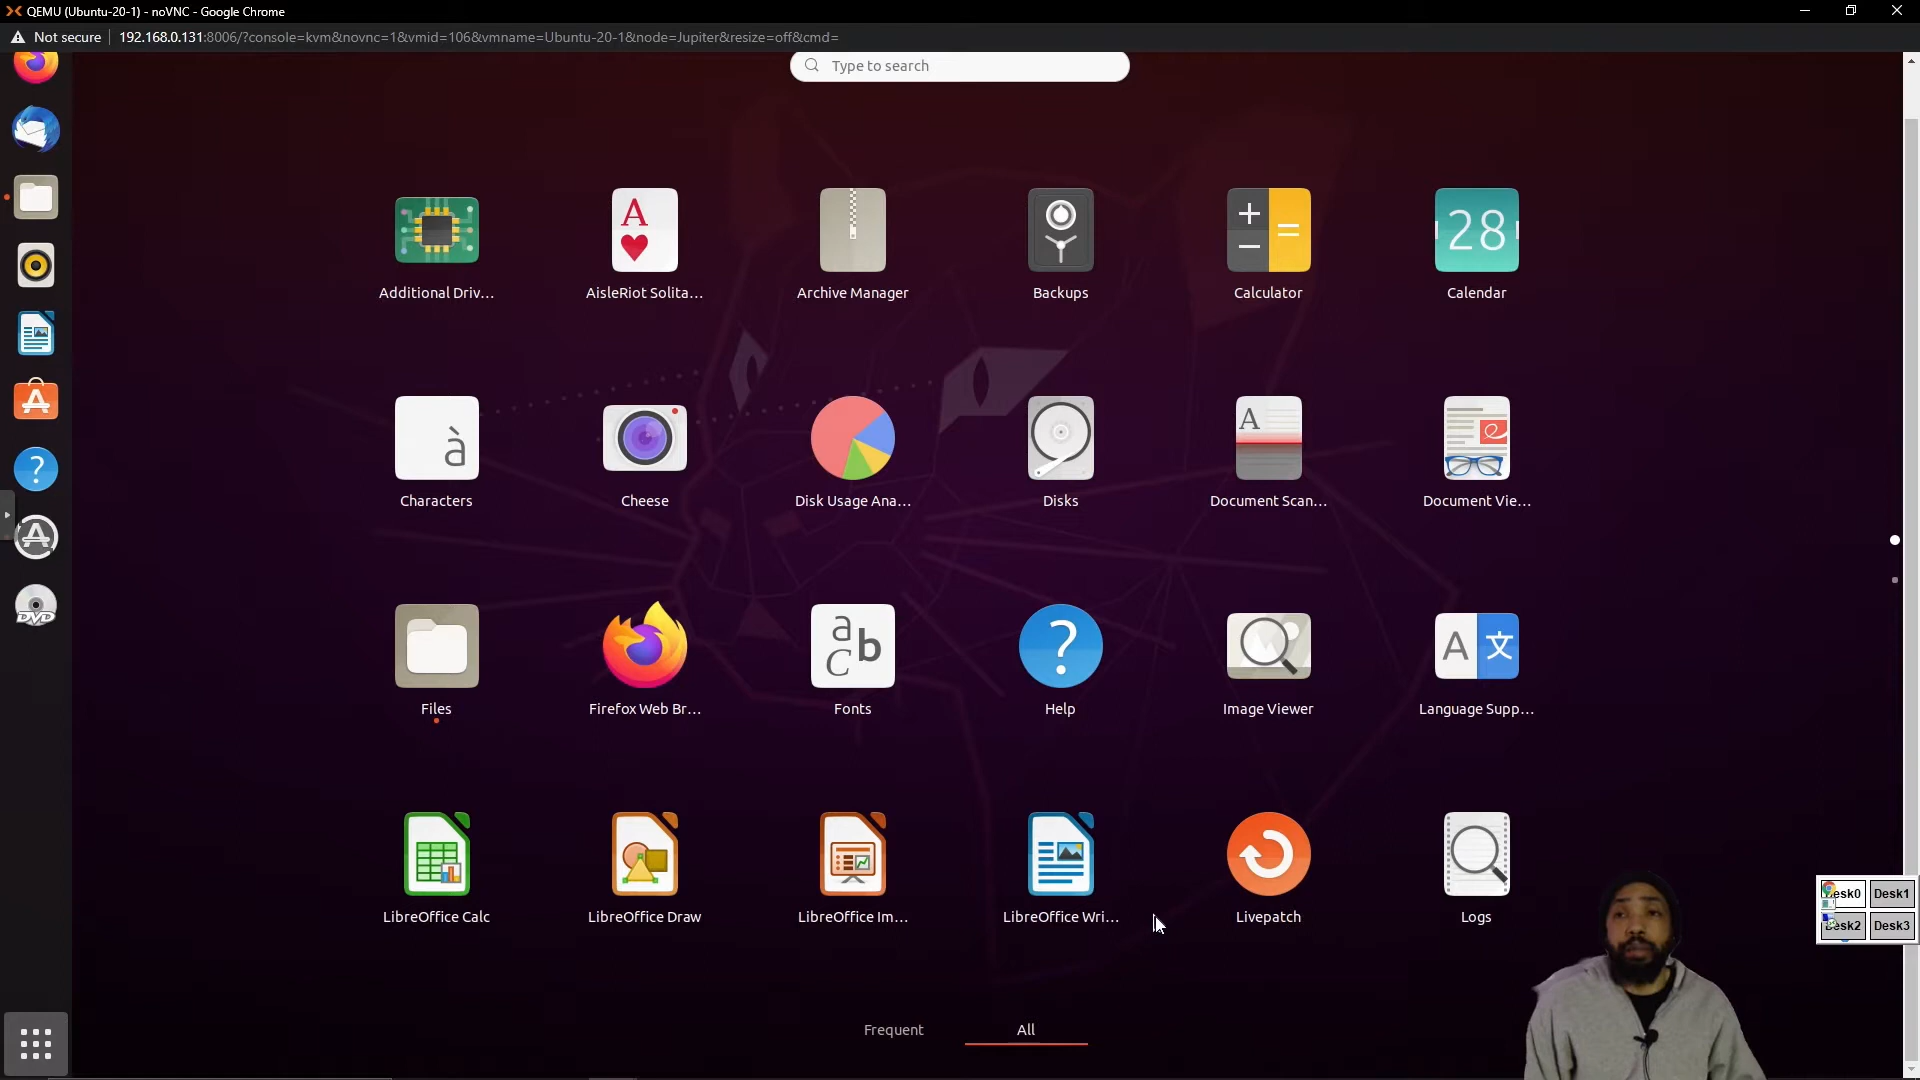 QEMU (Ubuntu-20-1) - noVNC - Google Chrome
Not secure
192.168.0.131:8006/?console=kvm&novnc=1&vmid=106&vmname=Ubuntu-20-1&node=Jupiter&resize=off&cmd=
Type to search
A
28
Additional Driv...
AisleRiot Solita...
Archive Manager
Backups
Calculator
Calendar
à
A
Characters
Cheese
Disk Usage Ana...
Disks
Document Scan...
Document Vie...
DVD
a b C
?
A 文
Files
Firefox Web Br...
Fonts
Help
Image Viewer
Language Supp...
LibreOffice Calc
LibreOffice Draw
LibreOffice Im...
LibreOffice Wri...
Livepatch
Logs
Desk1
Desk2
Desk3
Frequent
All